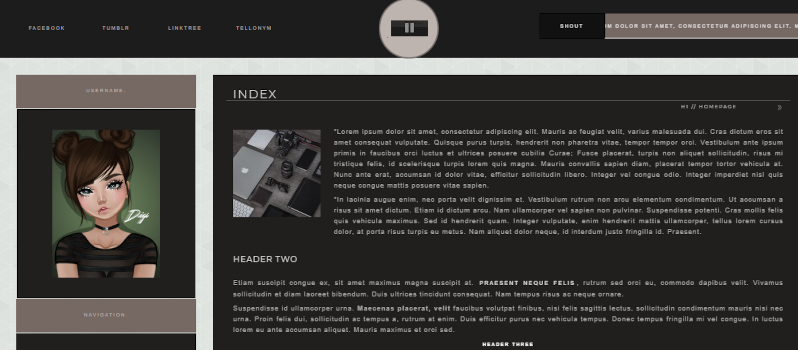 FACEBOOK
TUMBLR
LINKTREE
TELLONYM
SHOUT
M DOLOR SIT AMET, CONSECTETUR ADIPISCING ELIT. M
USERNAME.
Digi
NAVIGATION.
INDEX
H1 // HOMEPAGE »
"Lorem ipsum dolor sit amet, consectetur adipiscing elit. Mauris ac feugiat velit, varius malesuada dui. Cras dictum eros sit
amet consequat vulputate. Quisque purus turpis, hendrerit non pharetra vitae, tempor tempor orci. Vestibulum ante ipsum
primis in faucibus orci luctus et ultrices posuere cubilia Curae; Fusce placerat, turpis non aliquet sollicitudin, risus mi
tristique felis, id scelerisque turpis lorem quis magna. Mauris convallis sapien diam, id placerat tempor tortor vehicula at.
Nunc ante erat, accumsan id dolor vitae, efficitur sollicitudin libero. Integer vel congue odio. Integer imperdiet nisl quis
neque congue mattis posuere vitae sapien.
"In lacinia augue enim, nec porta velit dignissim et. Vestibulum rutrum non arcu elementum condimentum. Ut accumsan a
risus sit amet dictum. Etiam id dictum arcu. Nam ullamcorper vel sapien non pulvinar. Suspendisse potenti. Cras mollis felis
quis vehicula maximus. Sed id hendrerit quam. Integer vulputate, enim hendrerit ullamcorper mattis, tellus lorem cursus
dolor, at porta risus turpis eu metus. Nam aliquet dolor neque, id interdum justo fringilla id. Praesent.
HEADER TWO
Etiam suscipit congue ex, sit amet maximus magna suscipit at. PRAESENT NEQUE FELIS, rutrum sed orci eu, commodo dapibus velit. Vivamus
sollicitudin et diam laoreet bibendum. Duis ultrices tincidunt consequat. Nam tempus risus ac neque ornare.
Suspendisse id ullamcorper urna. Maecenas placerat, velit faucibus volutpat finibus, nisi felis sagittis lectus, sollicitudin condimentum mauris nisi nec
urna. Proin felis dui, sollicitudin ac tempus a, rutrum at enim. Duis efficitur purus nec tempus congue. Donec tempus fringilla mi vel congue. In luctus
lorem eu ante accumsan aliquet. Mauris maximus et orci sed.
HEADER THREE